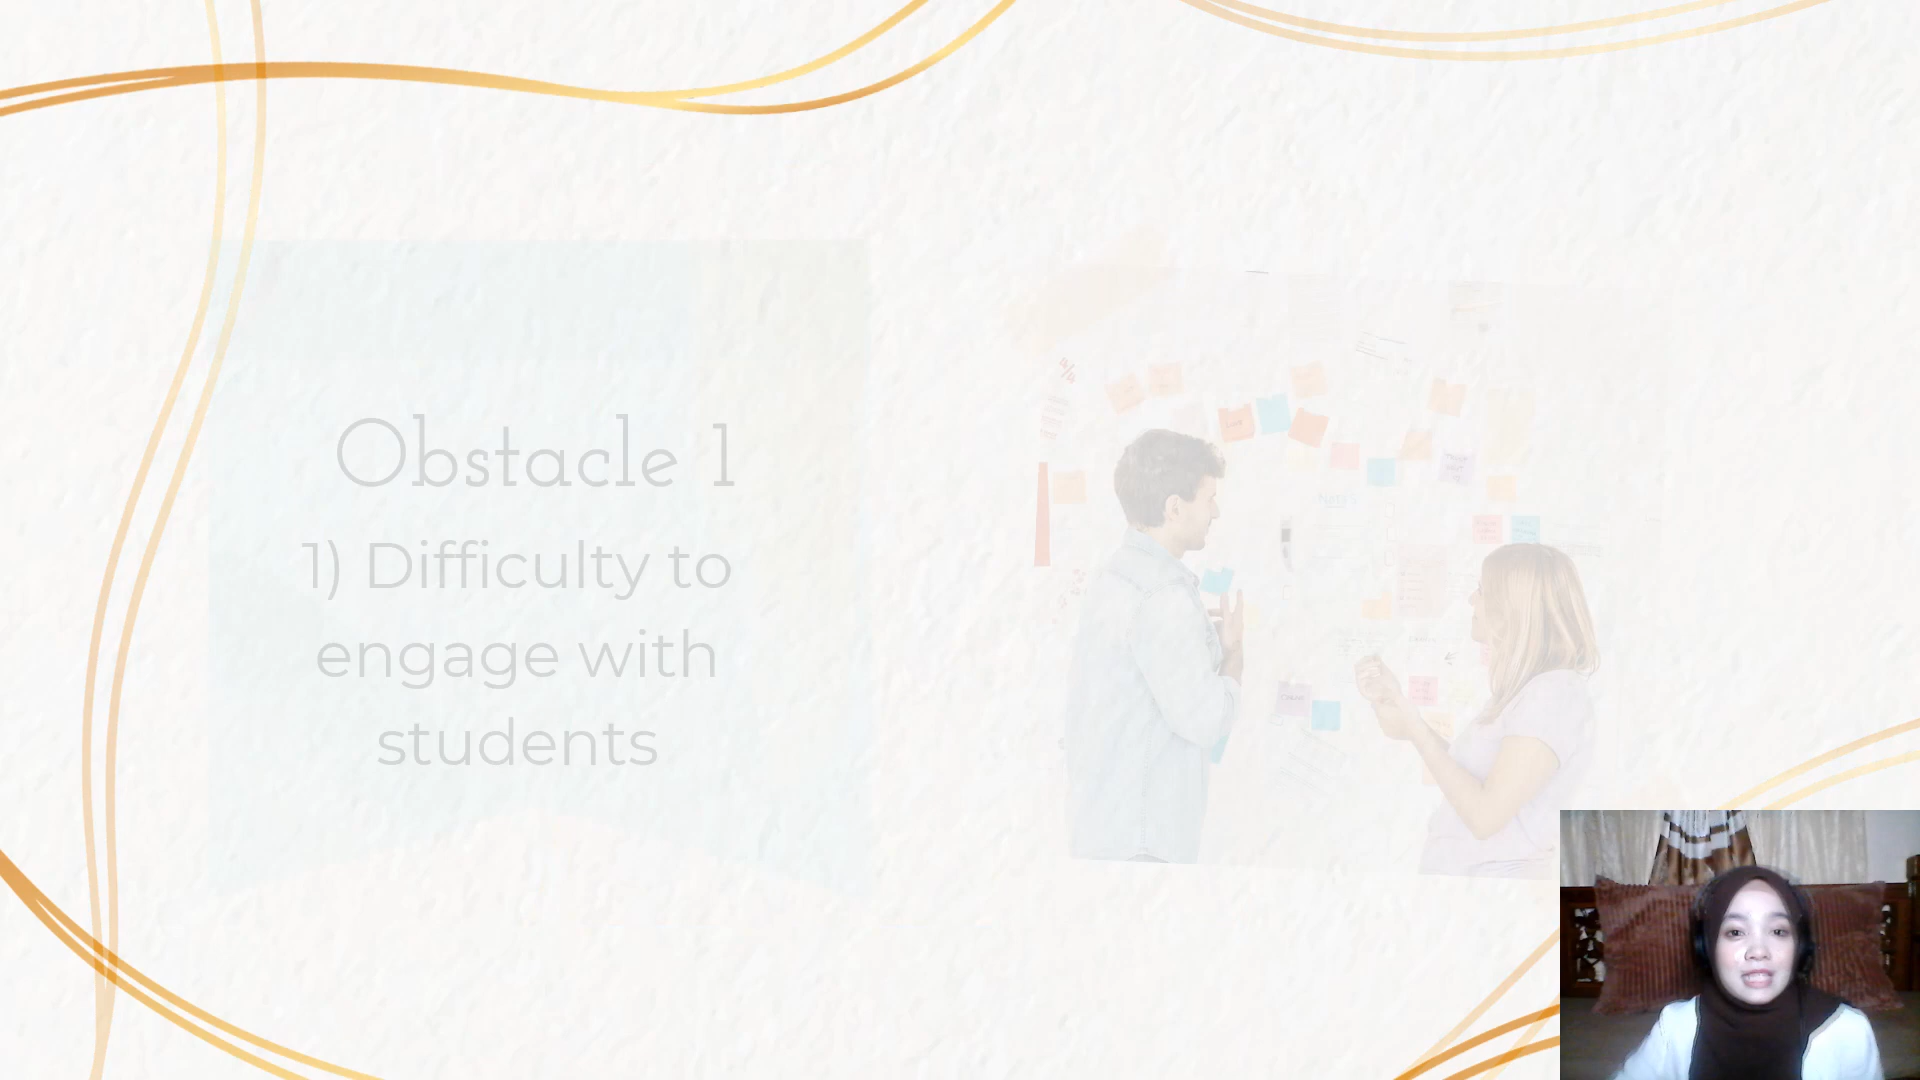 Obstacle 1
1) Difficulty to
engage with
students